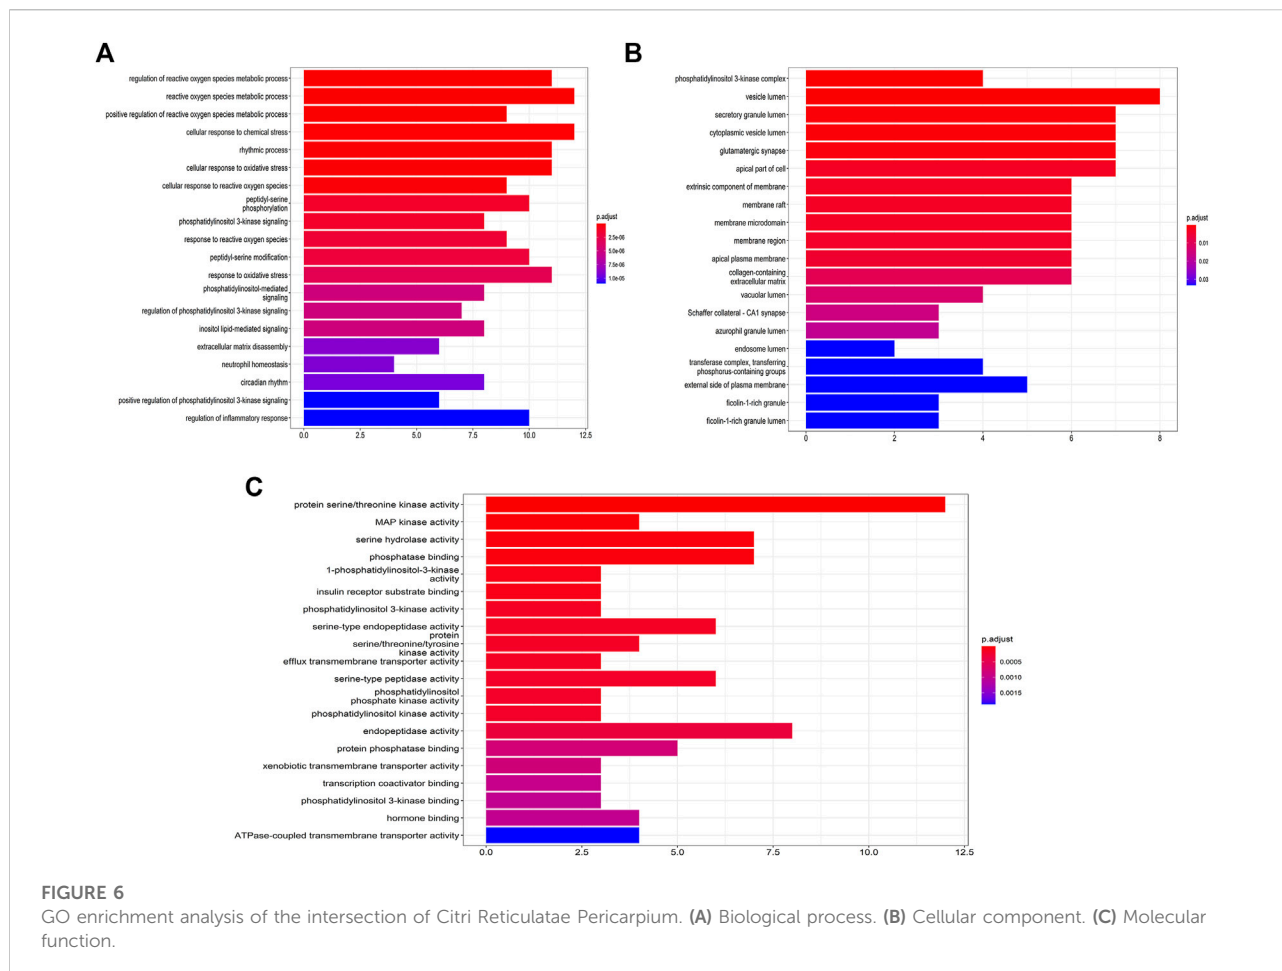 A
regulation of reactive oxygen species metabolic process
reactive oxygen species metabolic process
positive regulation of reactive oxygen species metabolic process
cellular response to chemical stress
rhythmic process
cellular response to oxidative stress
cellular response to reactive oxygen species
peptidyl-serine
phosphorylation
phosphatidylinositol 3-kinase signaling
response to reactive oxygen species
peptidyl-serine modification
response to oxidative stress
phosphatidylinositol-mediated
signaling
regulation of phosphatidylinositol 3-kinase signaling
inositol lipid-mediated signaling
extracellular matrix disassembly
neutrophil homeostasis
circadian rhythm
positive regulation of phosphatidylinositol 3-kinase signaling
regulation of inflammatory response
0.0 2.5 5.0 7.5 10.0 12.5
p.adjust
2.5e-06
5.0e-06
7.5e-06
1.0e-05
B
phosphatidylinositol 3-kinase complex
vesicle lumen
secretory granule lumen
cytoplasmic vesicle lumen
glutamatergic synapse
apical part of cell
extrinsic component of membrane
membrane raft
membrane microdomain
membrane region
apical plasma membrane
collagen-containing
extracellular matrix
vacuolar lumen
Schaffer collateral - CA1 synapse
azurophil granule lumen
endosome lumen
transferase complex, transferring
phosphorus-containing groups
external side of plasma membrane
ficolin-1-rich granule
ficolin-1-rich granule lumen
0 2 4 6 8
p.adjust
0.01
0.02
0.03
C
protein serine/threonine kinase activity
MAP kinase activity
serine hydrolase activity
phosphatase binding
1-phosphatidylinositol-3-kinase
activity
insulin receptor substrate binding
phosphatidylinositol 3-kinase activity
serine-type endopeptidase activity
protein
serine/threonine/tyrosine
kinase activity
efflux transmembrane transporter activity
serine-type peptidase activity
phosphatidylinositol
phosphate kinase activity
phosphatidylinositol kinase activity
endopeptidase activity
protein phosphatase binding
xenobiotic transmembrane transporter activity
transcription coactivator binding
phosphatidylinositol 3-kinase binding
hormone binding
ATPase-coupled transmembrane transporter activity
0.0 2.5 5.0 7.5 10.0 12.5
p.adjust
0.0005
0.0010
0.0015
FIGURE 6
GO enrichment analysis of the intersection of Citri Reticulatae Pericarpium. (A) Biological process. (B) Cellular component. (C) Molecular
function.